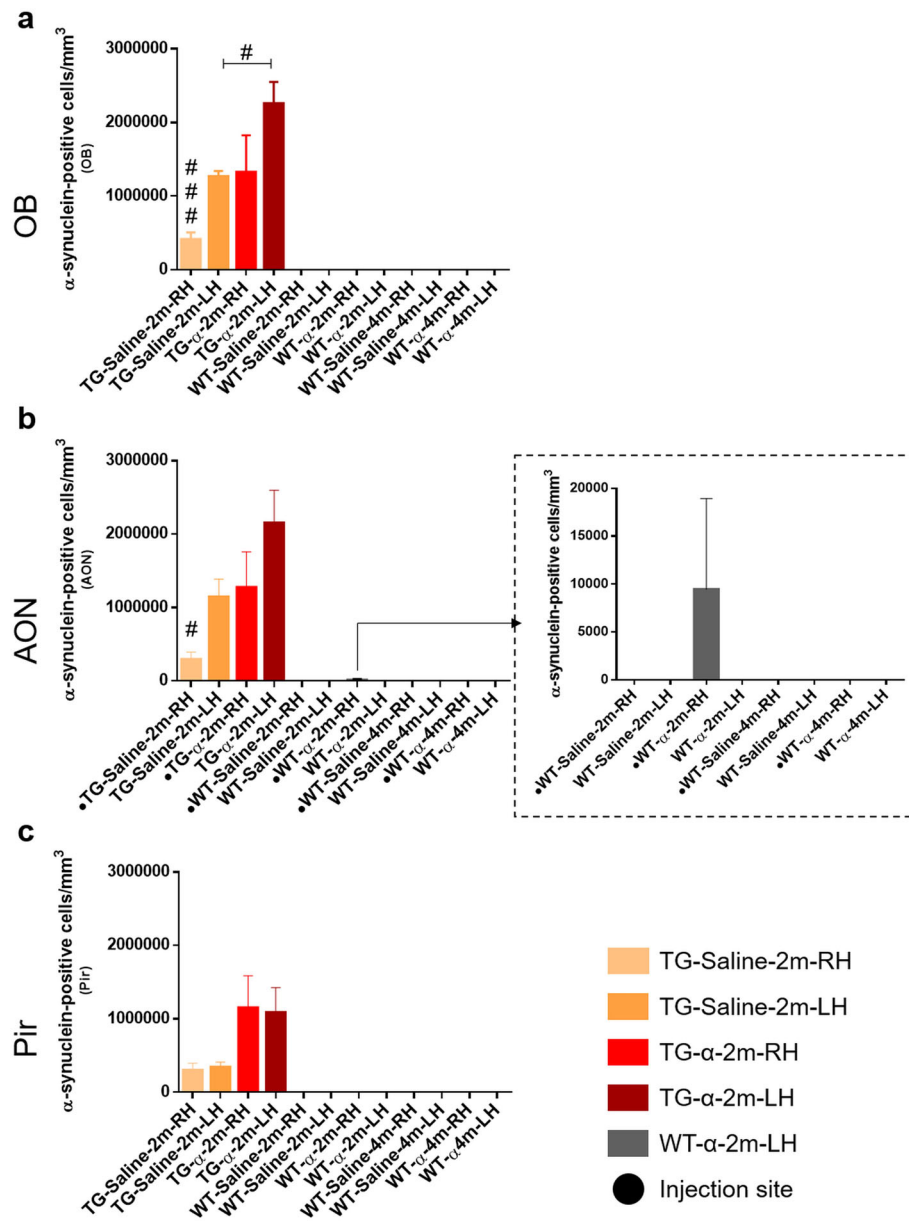 a
OB
α-synuclein-positive cells/mm³
(OB)
3000000
2000000
1000000
0
#
#
#
#
TG-Saline-2m-RH
TG-Saline-2m-LH
TG-α-2m-RH
TG-α-2m-LH
WT-Saline-2m-RH
WT-Saline-2m-LH
WT-α-2m-RH
WT-α-2m-LH
WT-Saline-4m-RH
WT-Saline-4m-LH
WT-α-4m-RH
WT-α-4m-LH
b
AON
α-synuclein-positive cells/mm³
(AON)
3000000
2000000
1000000
0
#
•TG-Saline-2m-RH
TG-Saline-2m-LH
•TG-α-2m-RH
TG-α-2m-LH
•WT-Saline-2m-RH
WT-Saline-2m-LH
•WT-α-2m-RH
WT-α-2m-LH
•WT-Saline-4m-RH
WT-Saline-4m-LH
•WT-α-4m-RH
WT-α-4m-LH
α-synuclein-positive cells/mm³
20000
15000
10000
5000
0
•WT-Saline-2m-RH
WT-Saline-2m-LH
•WT-α-2m-RH
WT-α-2m-LH
•WT-Saline-4m-RH
WT-Saline-4m-LH
•WT-α-4m-RH
WT-α-4m-LH
c
Pir
α-synuclein-positive cells/mm³
(Pir)
3000000
2000000
1000000
0
TG-Saline-2m-RH
TG-Saline-2m-LH
TG-α-2m-RH
TG-α-2m-LH
WT-Saline-2m-RH
WT-Saline-2m-LH
WT-α-2m-RH
WT-α-2m-LH
WT-Saline-4m-RH
WT-Saline-4m-LH
WT-α-4m-RH
WT-α-4m-LH
TG-Saline-2m-RH
TG-Saline-2m-LH
TG-α-2m-RH
TG-α-2m-LH
WT-α-2m-LH
Injection site